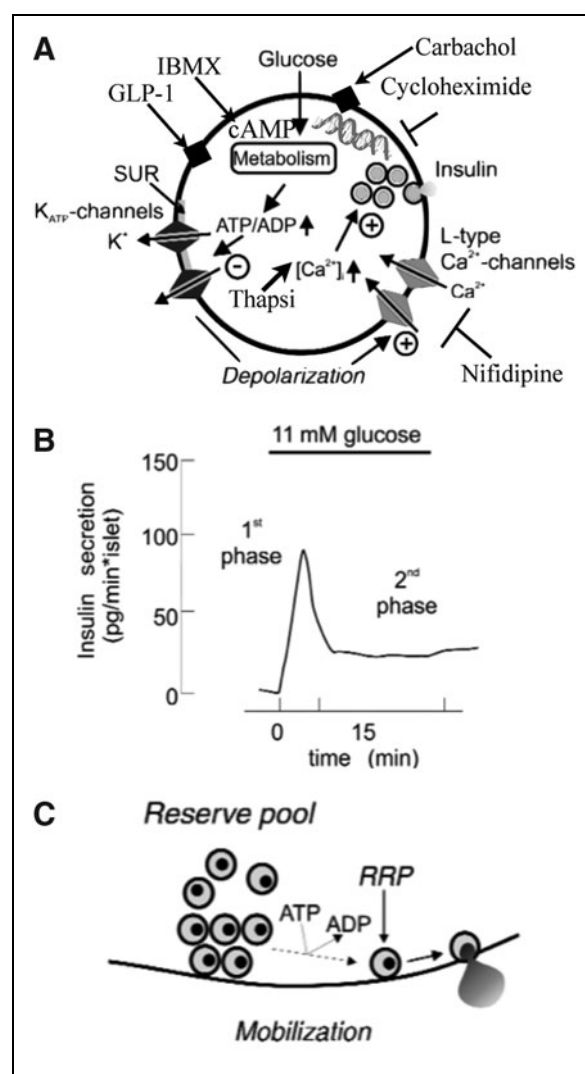 A
Carbachol
IBMX
Glucose
Cycloheximide
GLP-1
cAMP
Metabolism
Insulin
SUR
K_ATP-channels
ATP/ADP
+
L-type
Ca²⁺-channels
K⁺
−
[Ca²⁺]i
Ca²⁺
Thapsi
+
Depolarization
Nifidipine
B
11 mM glucose
150
100
50
0
Insulin secretion
(pg/min*islet)
1st
phase
2nd
phase
0 15
time (min)
C
Reserve pool
RRP
ATP
ADP
Mobilization